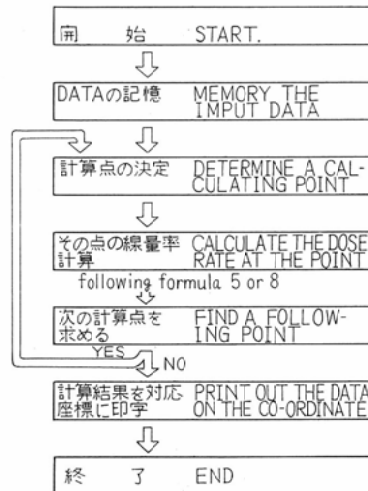 開 始 START.
DATAの記憶 MEMORY THE
IMPUT DATA
計算点の決定 DETERMINE A CAL-
CULATING POINT
その点の線量率 CALCULATE THE DOSE
計算 RATE AT THE POINT
following formula 5 or 8
次の計算点を FIND A FOLLOW-
求める ING POINT
YES NO
計算結果を対応 PRINT OUT THE DATA
座標に印字 ON THE CO-ORDINATE
終 了 END